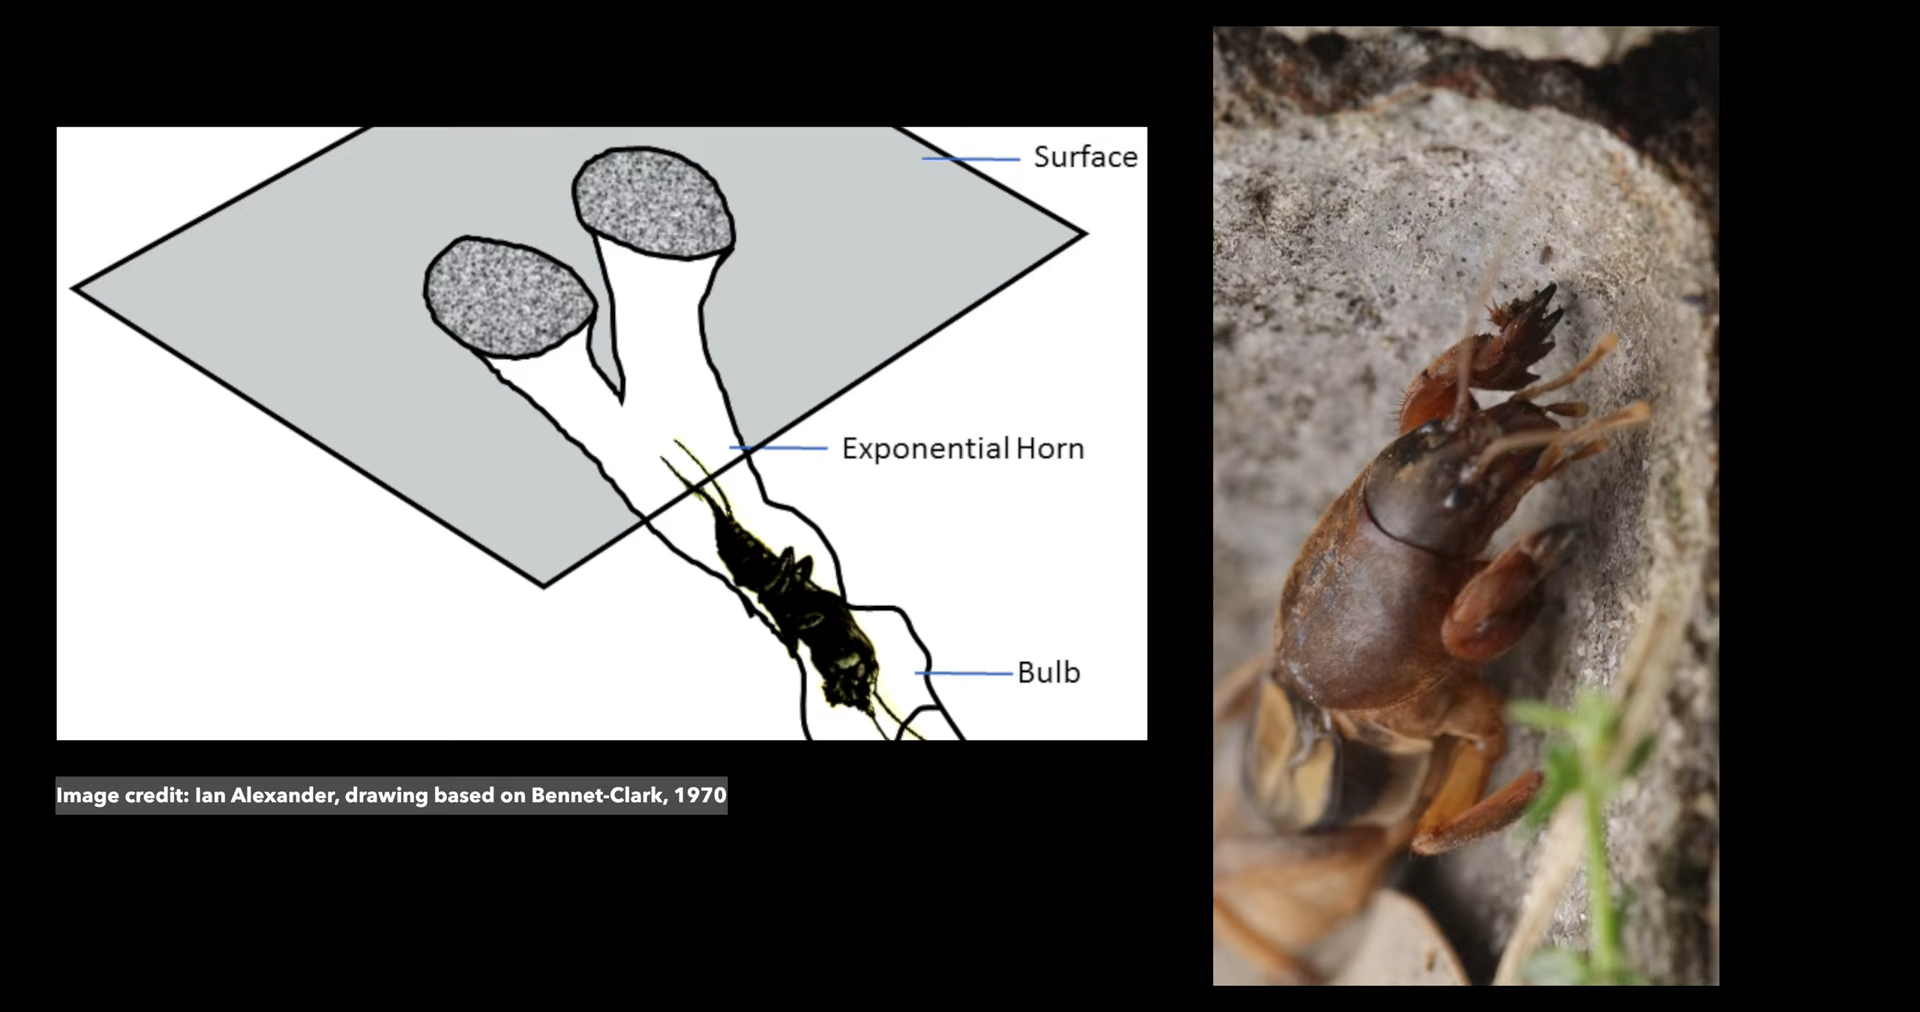 Surface
Exponential Horn
Bulb
Image credit: Ian Alexander, drawing based on Bennet-Clark, 1970